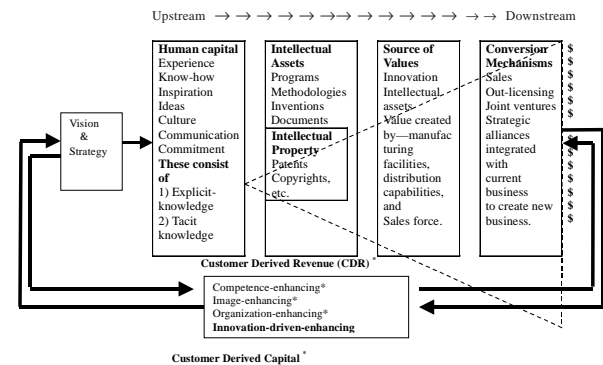 Upstream → → → → → → → → → → → → → → → → Downstream
Vision
&
Strategy
Human capital
Experience
Know-how
Inspiration
Ideas
Culture
Communication
Commitment
These consist
of
1) Explicit-
knowledge
2) Tacit
knowledge
Intellectual
Assets
Programs
Methodologies
Inventions
Documents
Intellectual
Property
Patents
Copyrights,
etc.
Source of
Values
Innovation
Intellectual
assets
Value created
by—manufac
turing
facilities,
distribution
capabilities,
and
Sales force.
Conversion
Mechanisms
Sales
Out-licensing
Joint ventures
Strategic
alliances
integrated
with
current
business
to create new
business.
$
$
$
$
$
$
$
$
$
$
$
$
$
Customer Derived Revenue (CDR) *
Competence-enhancing*
Image-enhancing*
Organization-enhancing*
Innovation-driven-enhancing
Customer Derived Capital *